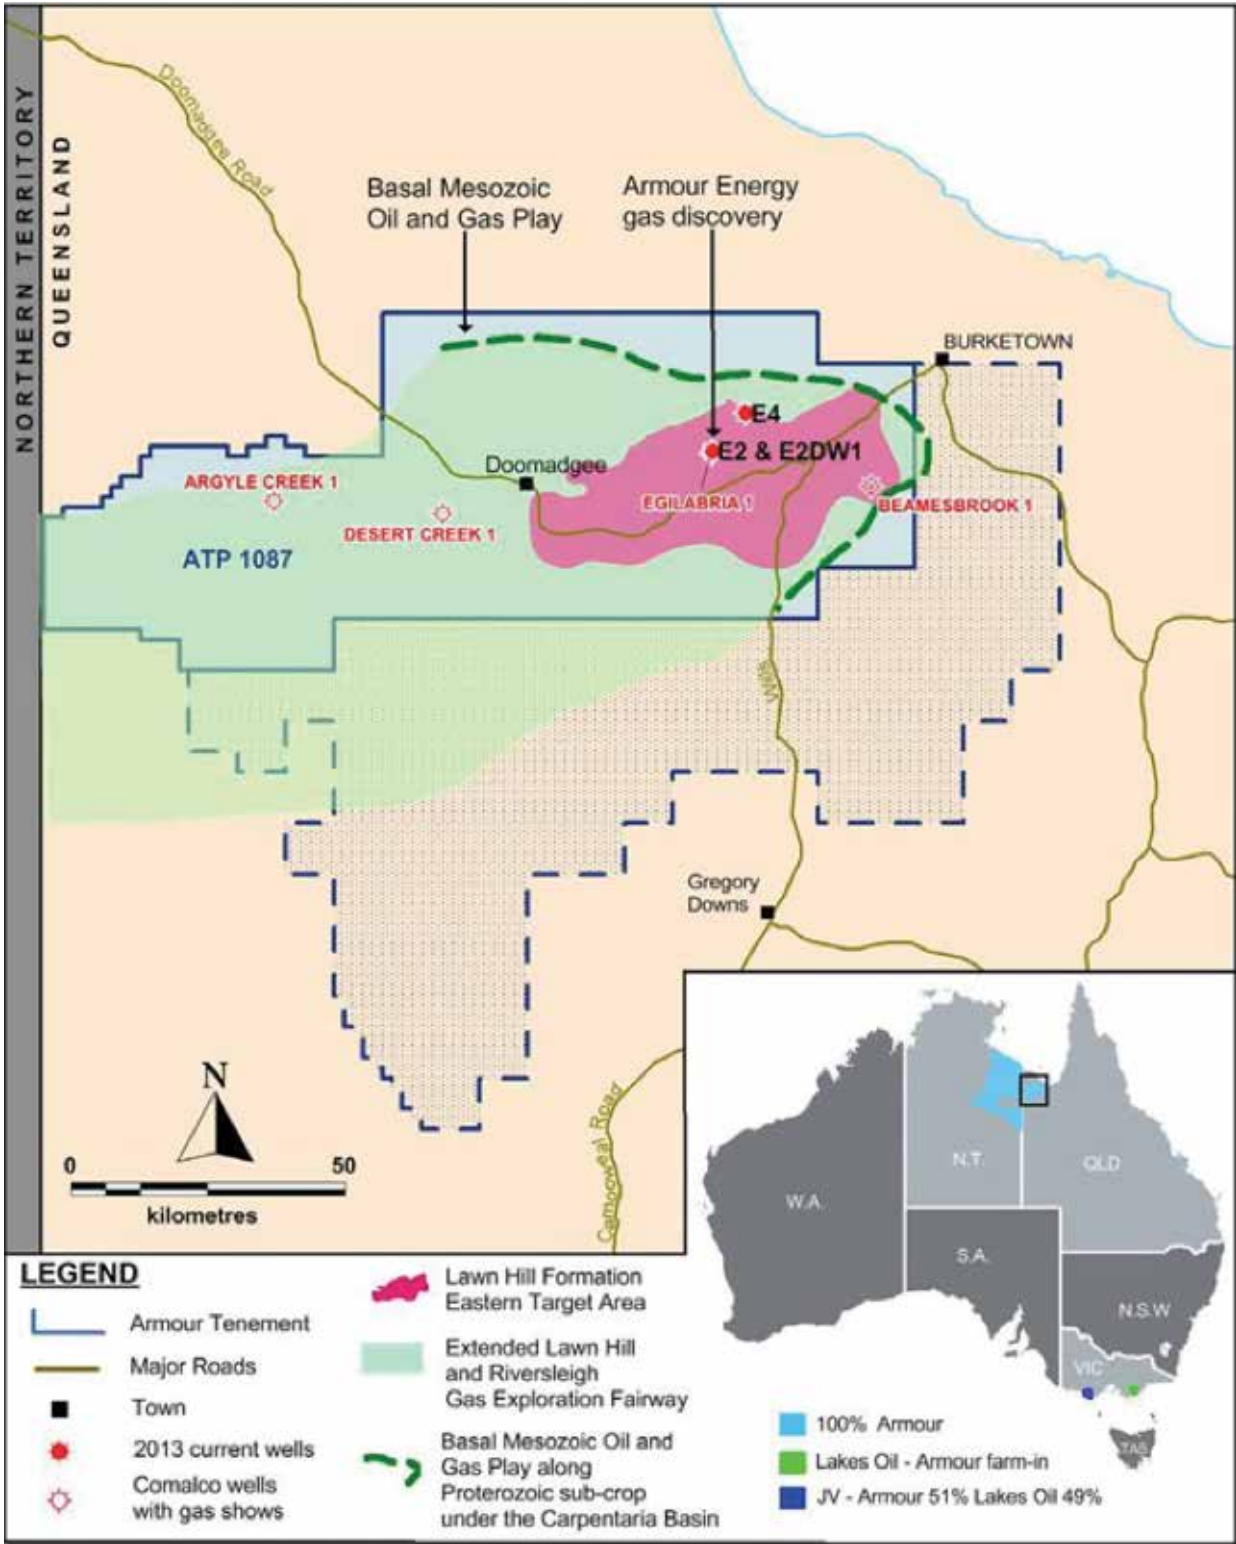 NORTHERN TERRITORY
QUEENSLAND
Doomadgee Road
Basal Mesozoic
Oil and Gas Play
Armour Energy
gas discovery
BURKETOWN
E4
E2 & E2DW1
Doomadgee
ARGYLE CREEK 1
EGILABRIA 1
BEAMESBROOK 1
DESERT CREEK 1
ATP 1087
Wills
Gregory
Downs
N
0 50
kilometres
Camooweal Road
N.T.
QLD
W.A.
S.A.
N.S.W
VIC
TAS
100% Armour
Lakes Oil - Armour farm-in
JV - Armour 51% Lakes Oil 49%
LEGEND
Armour Tenement
Major Roads
Town
2013 current wells
Comalco wells
with gas shows
Lawn Hill Formation
Eastern Target Area
Extended Lawn Hill
and Riversleigh
Gas Exploration Fairway
Basal Mesozoic Oil and
Gas Play along
Proterozoic sub-crop
under the Carpentaria Basin